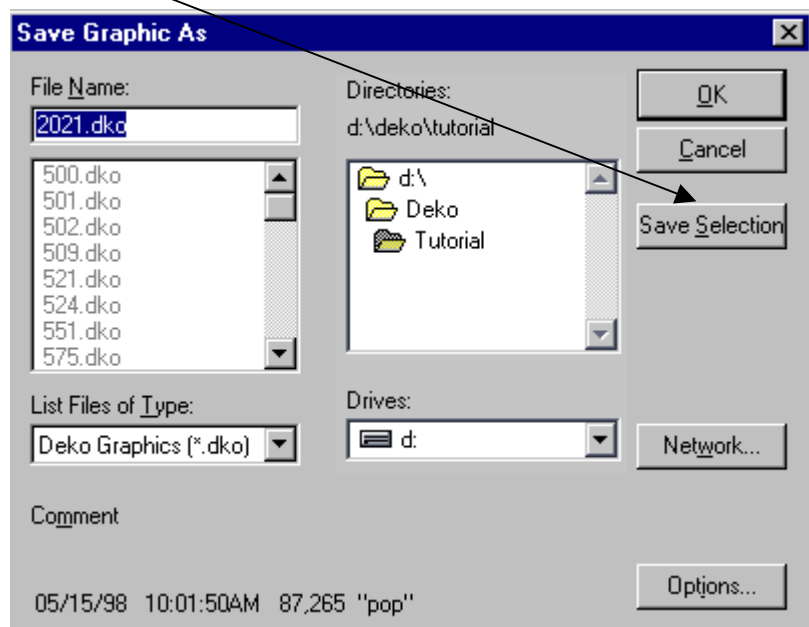 Save Graphic As
File Name:
2021.dko
500.dko
501.dko
502.dko
509.dko
521.dko
524.dko
551.dko
575.dko
List Files of Type:
Deko Graphics (*.dko)
Directories:
d:\deko\tutorial
d:\
Deko
Tutorial
Drives:
d:
OK
Cancel
Save Selection
Network...
Options...
Comment
05/15/98 10:01:50AM 87,265 "pop"